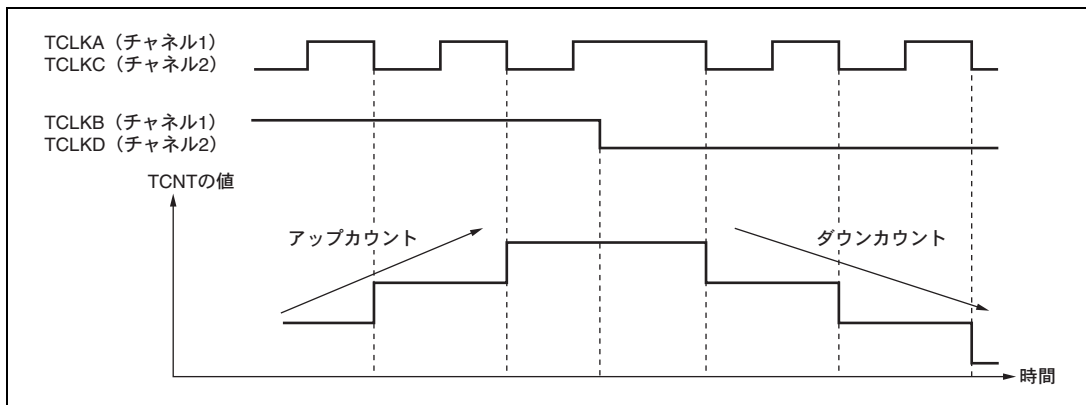 TCLKA（チャネル1）
TCLKC（チャネル2）
TCLKB（チャネル1）
TCLKD（チャネル2）
TCNTの値
アップカウント
ダウンカウント
時間